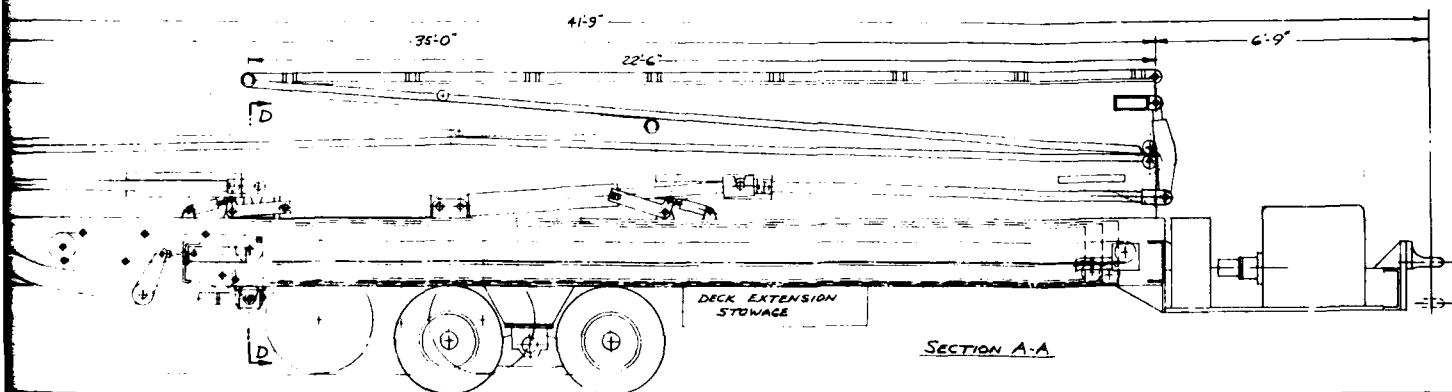 41'-9"
35'-0"
6'-9"
22'-6"
D
DECK EXTENSION
STOWAGE
D
SECTION A-A